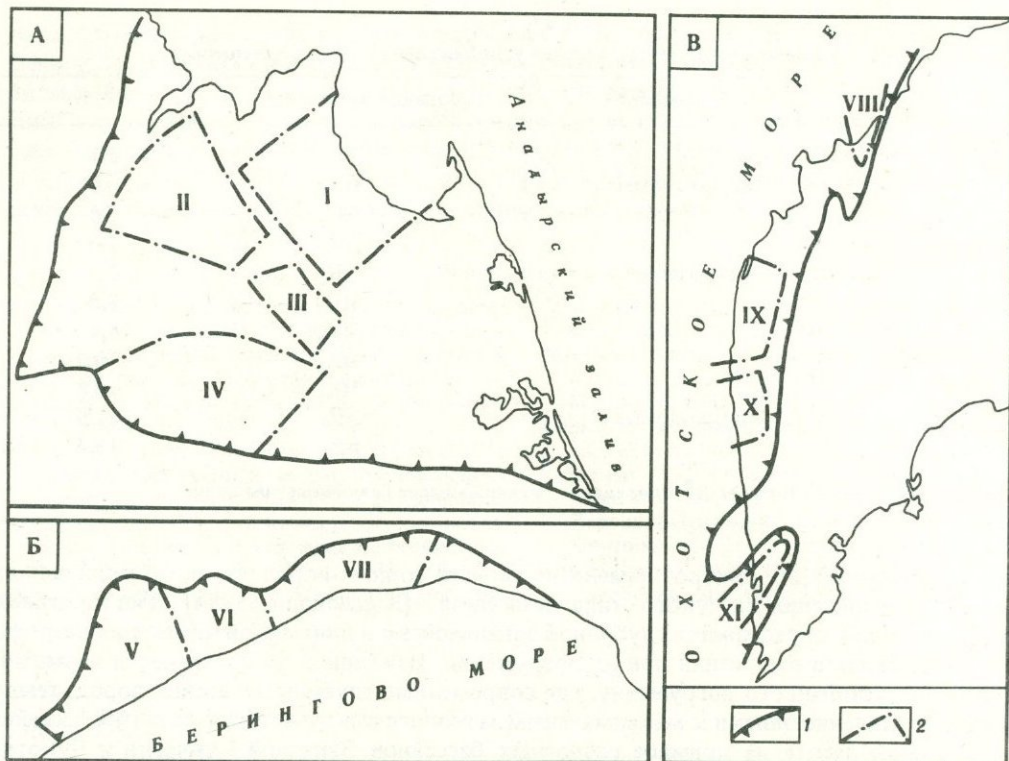 А
Анадырский залив
I
II
III
IV
Б
V
VI
VII
БЕРИНГОВО МОРЕ
В
ОХОТСКОЕ МОРЕ
VIII
IX
X
XI
1
2